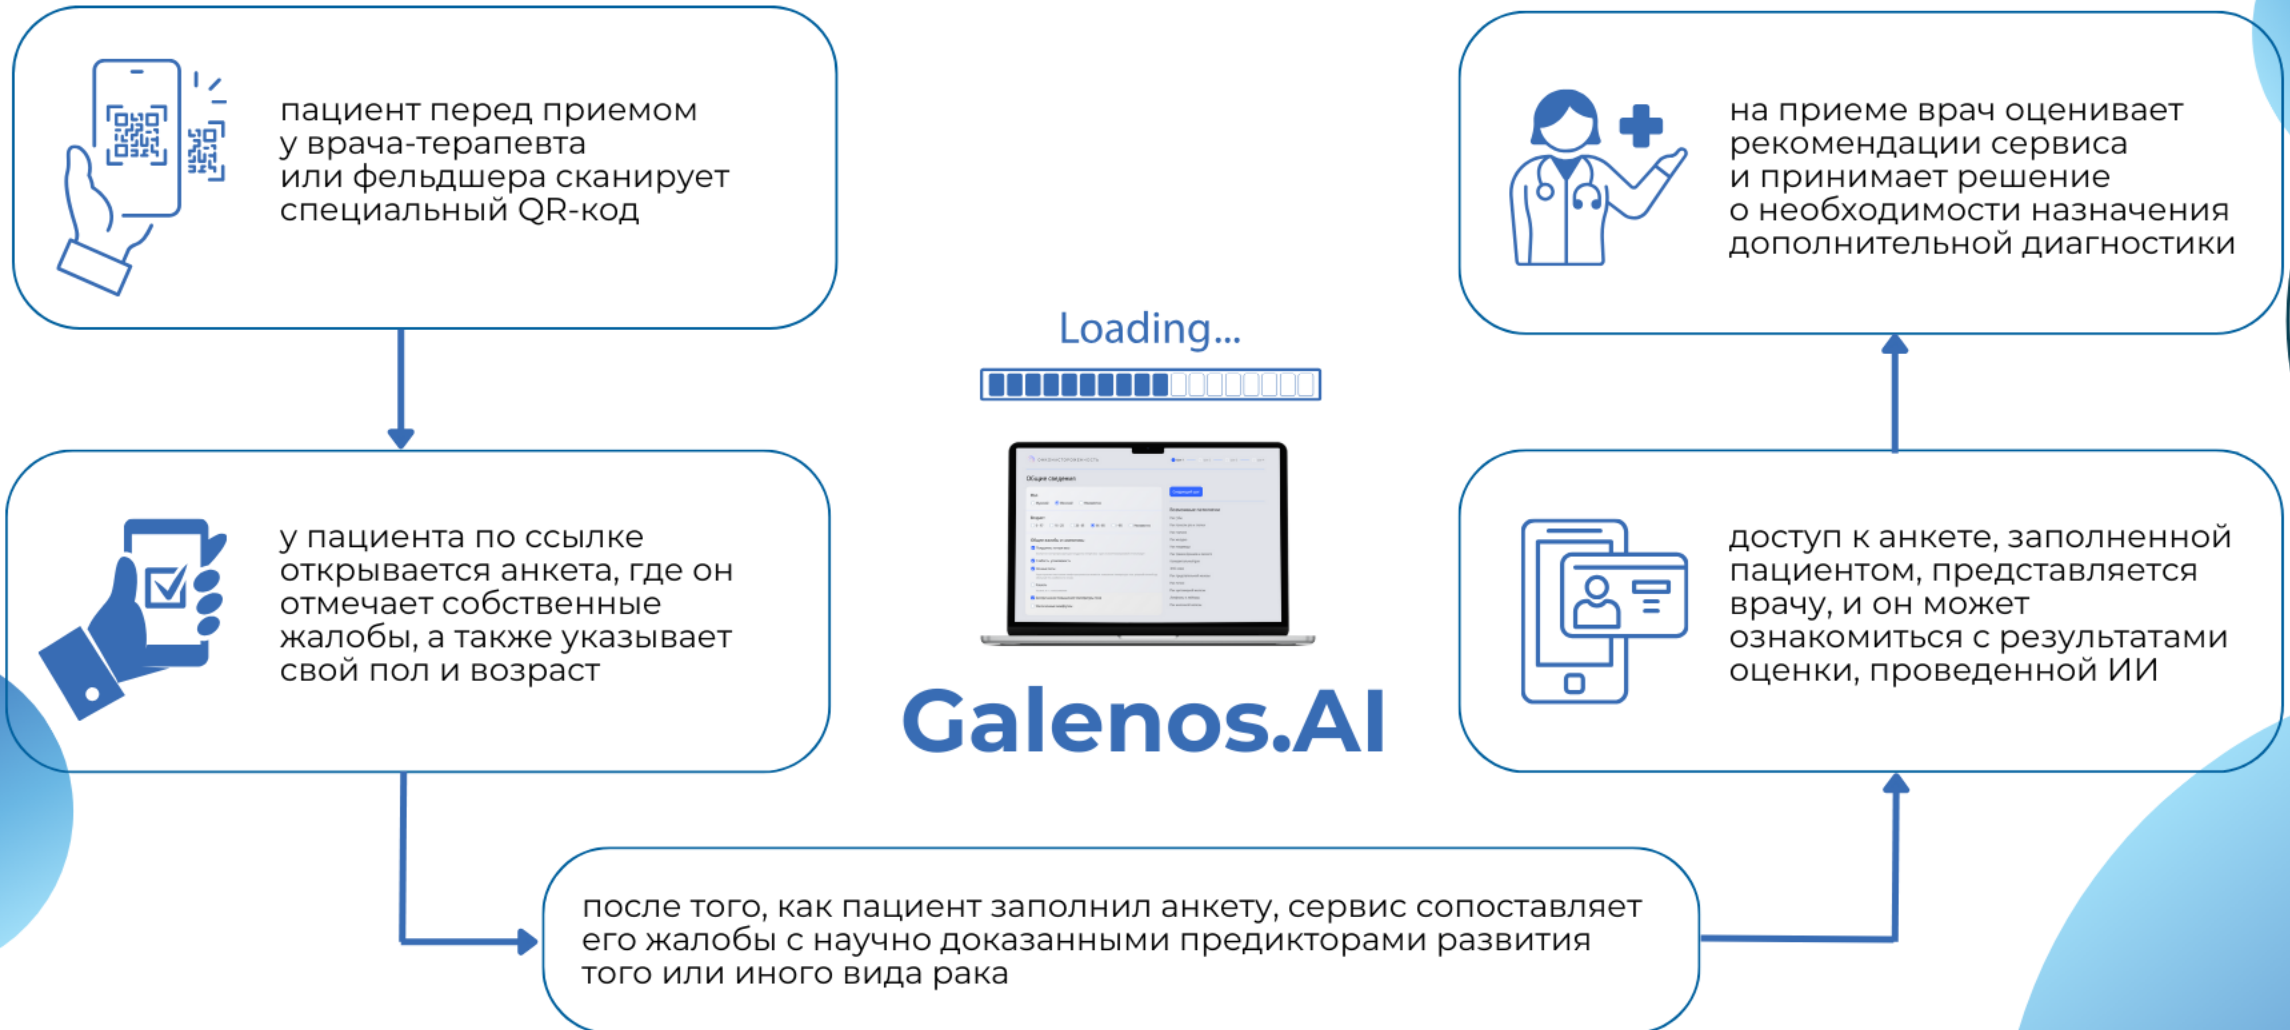 пациент перед приемом
у врача-терапевта
или фельдшера сканирует
специальный QR-код
у пациента по ссылке
открывается анкета, где он
отмечает собственные
жалобы, а также указывает
свой пол и возраст
после того, как пациент заполнил анкету, сервис сопоставляет
его жалобы с научно доказанными предикторами развития
того или иного вида рака
доступ к анкете, заполненной
пациентом, представляется
врачу, и он может
ознакомиться с результатами
оценки, проведенной ИИ
на приеме врач оценивает
рекомендации сервиса
и принимает решение
о необходимости назначения
дополнительной диагностики
Loading...
Общие сведения
Galenos.AI